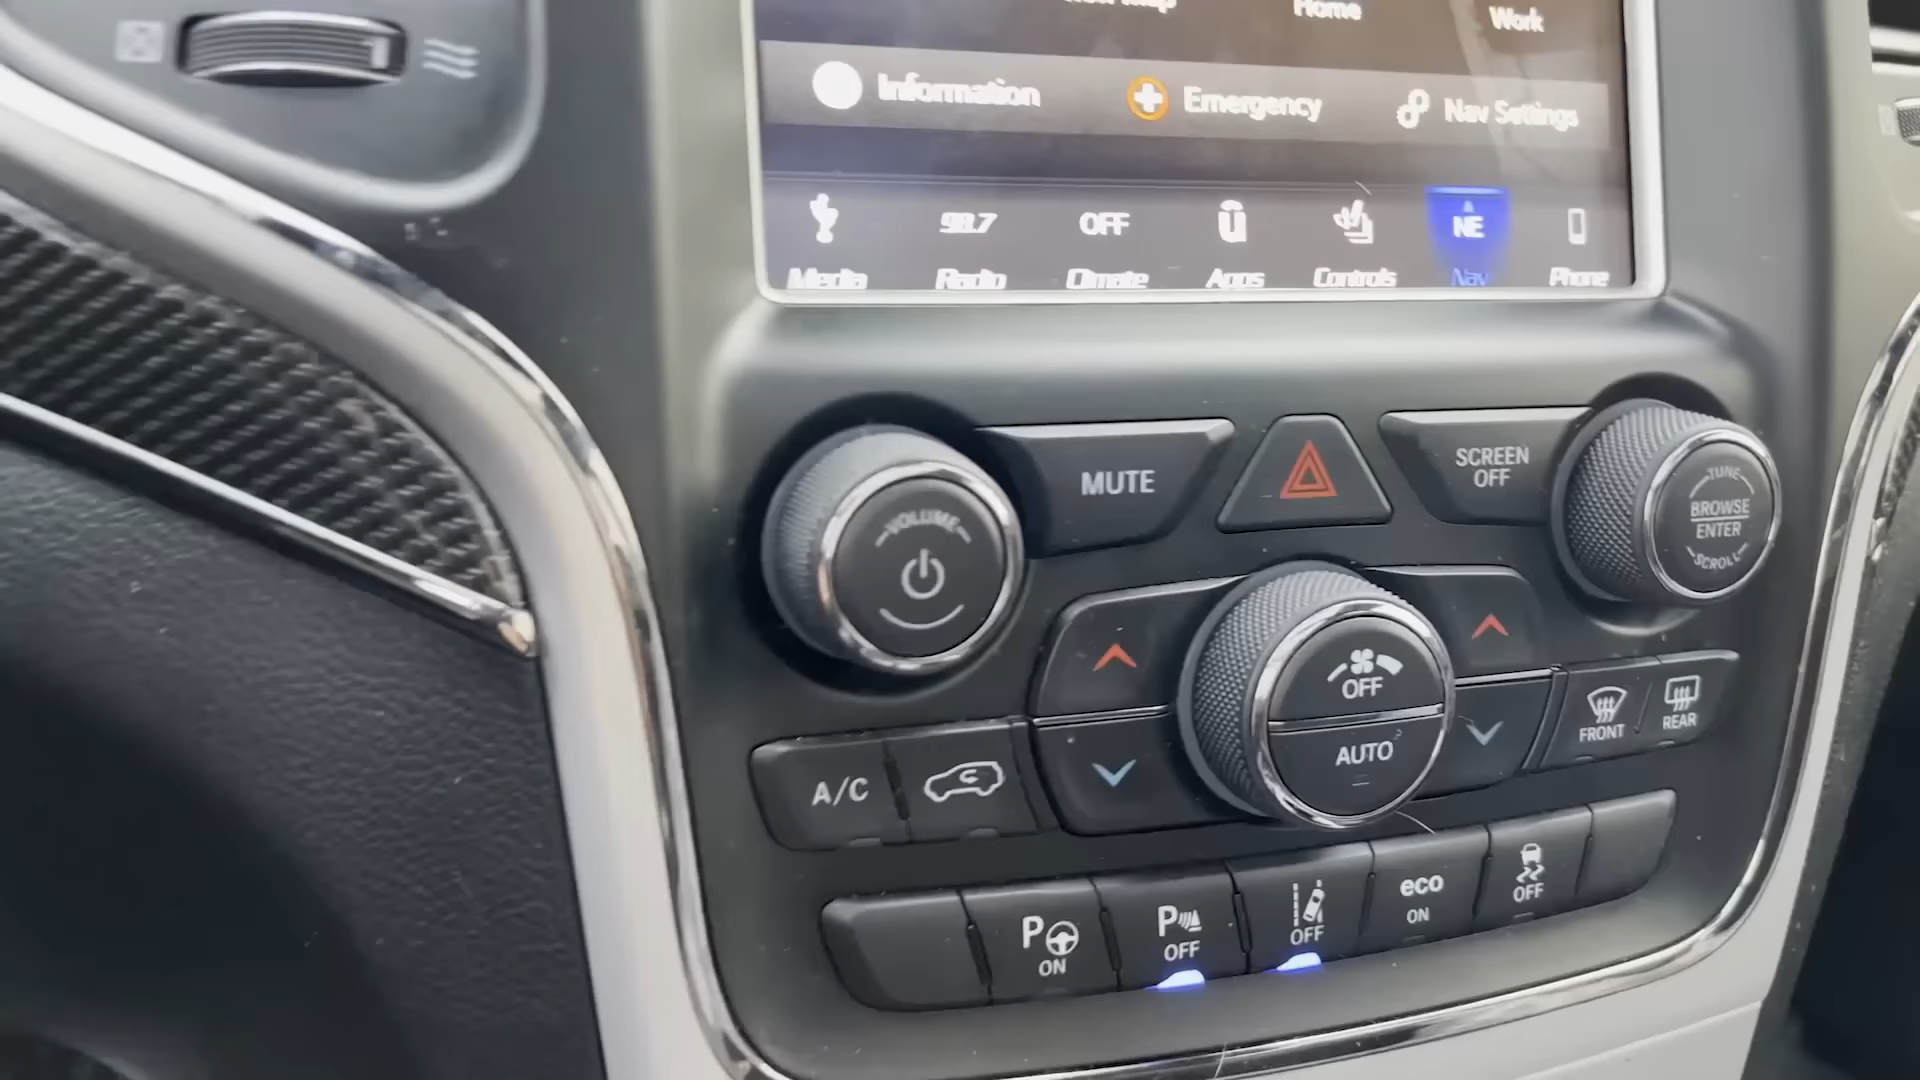 Map
Home
Work
Information
Emergency
Nav Settings
98.7
OFF
NE
Media
Radio
Climate
Apps
Controls
Nav
Phone
MUTE
SCREEN
OFF
VOLUME
TUNE
BROWSE
ENTER
SCROLL
OFF
AUTO
FRONT
REAR
A/C
P
ON
P
OFF
OFF
eco
ON
OFF